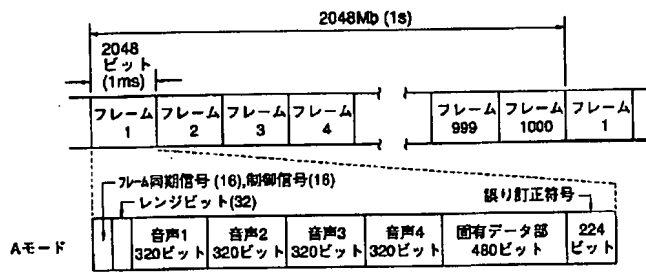 2048Mb (1s)
2048
ビット
(1ms)
フレーム
1
フレーム
2
フレーム
3
フレーム
4
フレーム
999
フレーム
1000
フレーム
1
フレーム同期信号(16),制御信号(16)
レンジビット(32)
誤り訂正符号
Aモード
音声1
320ビット
音声2
320ビット
音声3
320ビット
音声4
320ビット
固有データ部
480ビット
224
ビット